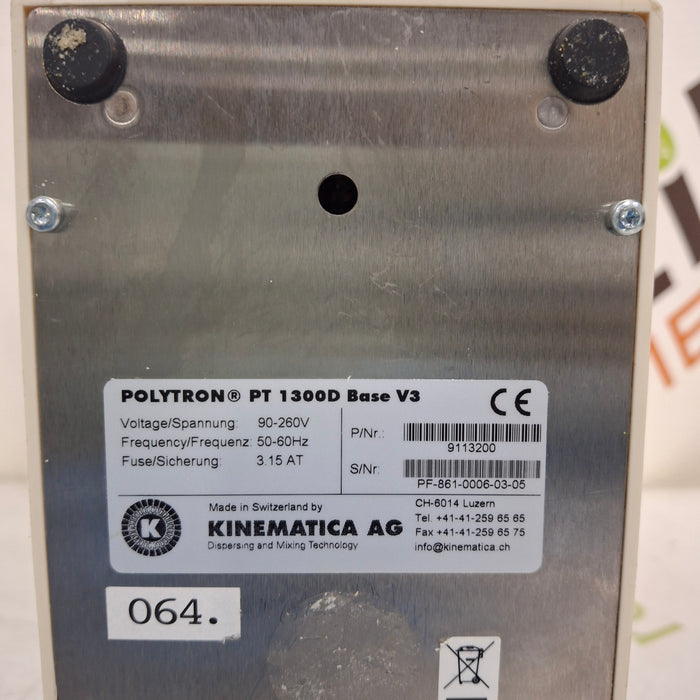 POLYTRON® PT 1300D Base V3
CE
Voltage/Spannung: 90-260V
Frequency/Frequenz: 50-60Hz
Fuse/Sicherung: 3.15 AT
P/Nr.: 9113200
S/Nr: PF-861-0006-03-05
K
Made in Switzerland by
KINEMATICA AG
Dispersing and Mixing Technology
CH-6014 Luzern
Tel. +41-41-259 65 65
Fax +41-41-259 65 75
info@kinematica.ch
064.